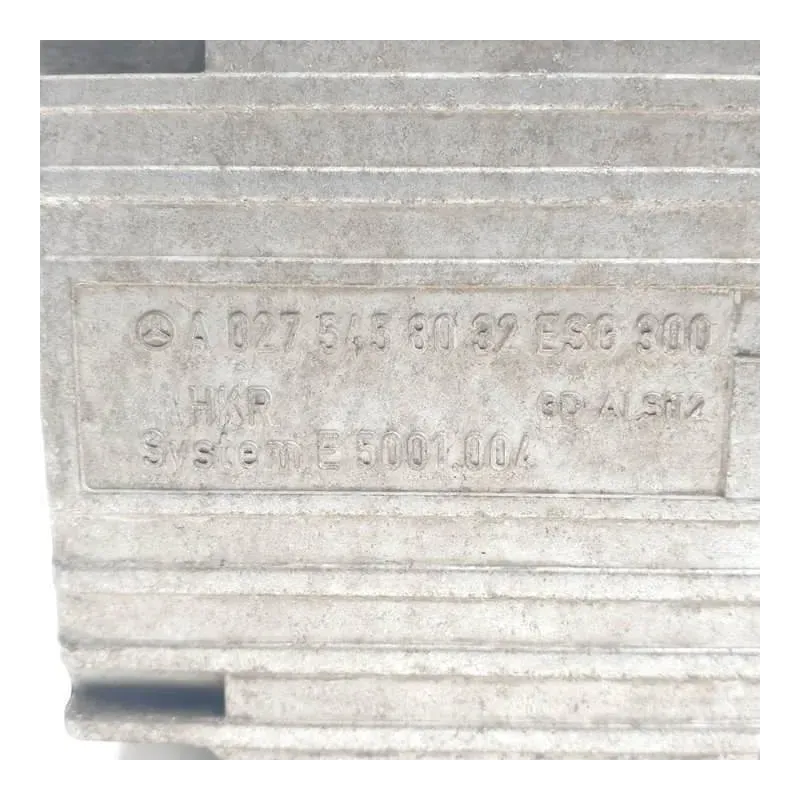 A 027 545 80 32 ESG 300
HKR GD ALSI12
System E 5001.004